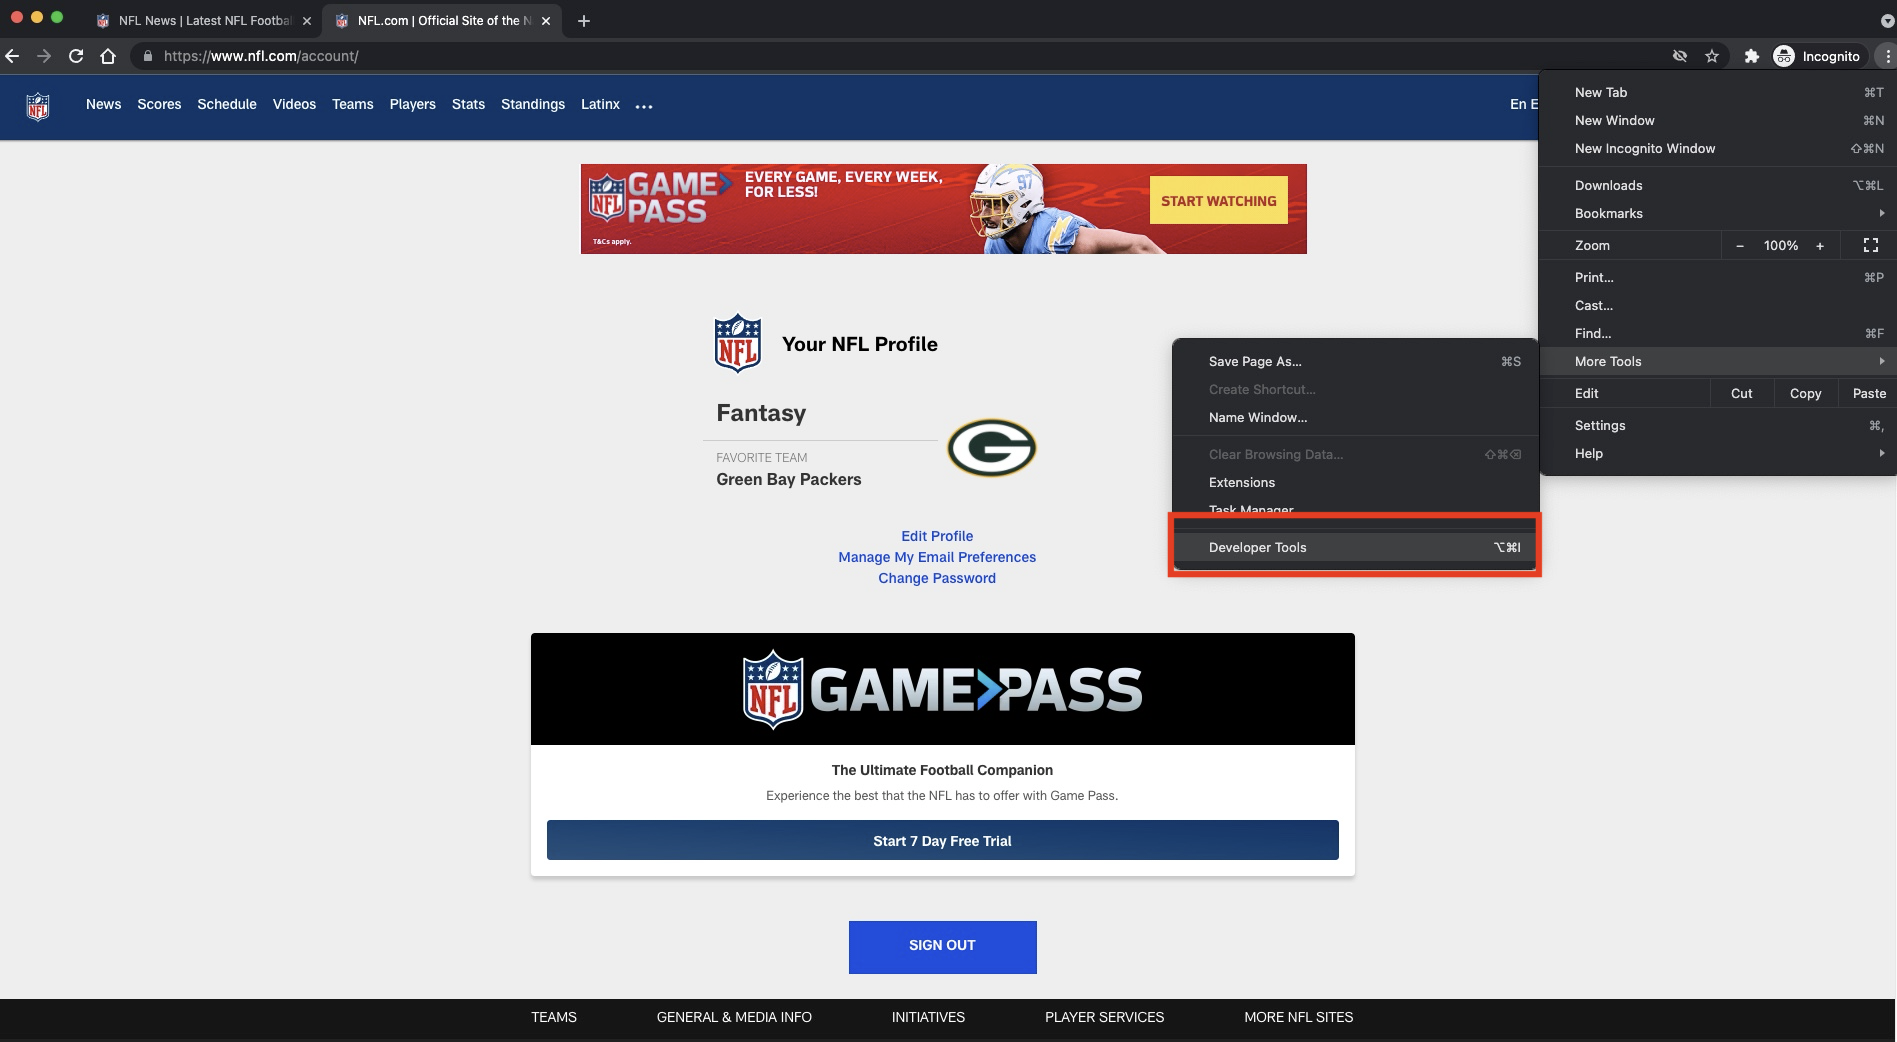 NFL News | Latest NFL Footbal
NFL.com | Official Site of the N
https://www.nfl.com/account/
Incognito
NFL
News
Scores
Schedule
Videos
Teams
Players
Stats
Standings
Latinx
...
En E
NFL
GAME
PASS
EVERY GAME, EVERY WEEK,
FOR LESS!
T&Cs apply.
97
START WATCHING
NFL
Your NFL Profile
Fantasy
FAVORITE TEAM
Green Bay Packers
G
Edit Profile
Manage My Email Preferences
Change Password
NFL GAME PASS
The Ultimate Football Companion
Experience the best that the NFL has to offer with Game Pass.
Start 7 Day Free Trial
SIGN OUT
TEAMS
GENERAL & MEDIA INFO
INITIATIVES
PLAYER SERVICES
MORE NFL SITES
New Tab ⌘T
New Window ⌘N
New Incognito Window ⇧⌘N
Downloads ⌥⌘L
Bookmarks
Zoom − 100% +
Print... ⌘P
Cast...
Find... ⌘F
More Tools
Edit Cut Copy Paste
Settings ⌘,
Help
Save Page As... ⌘S
Create Shortcut...
Name Window...
Clear Browsing Data... ⇧⌘⌫
Extensions
Task Manager
Developer Tools ⌥⌘I